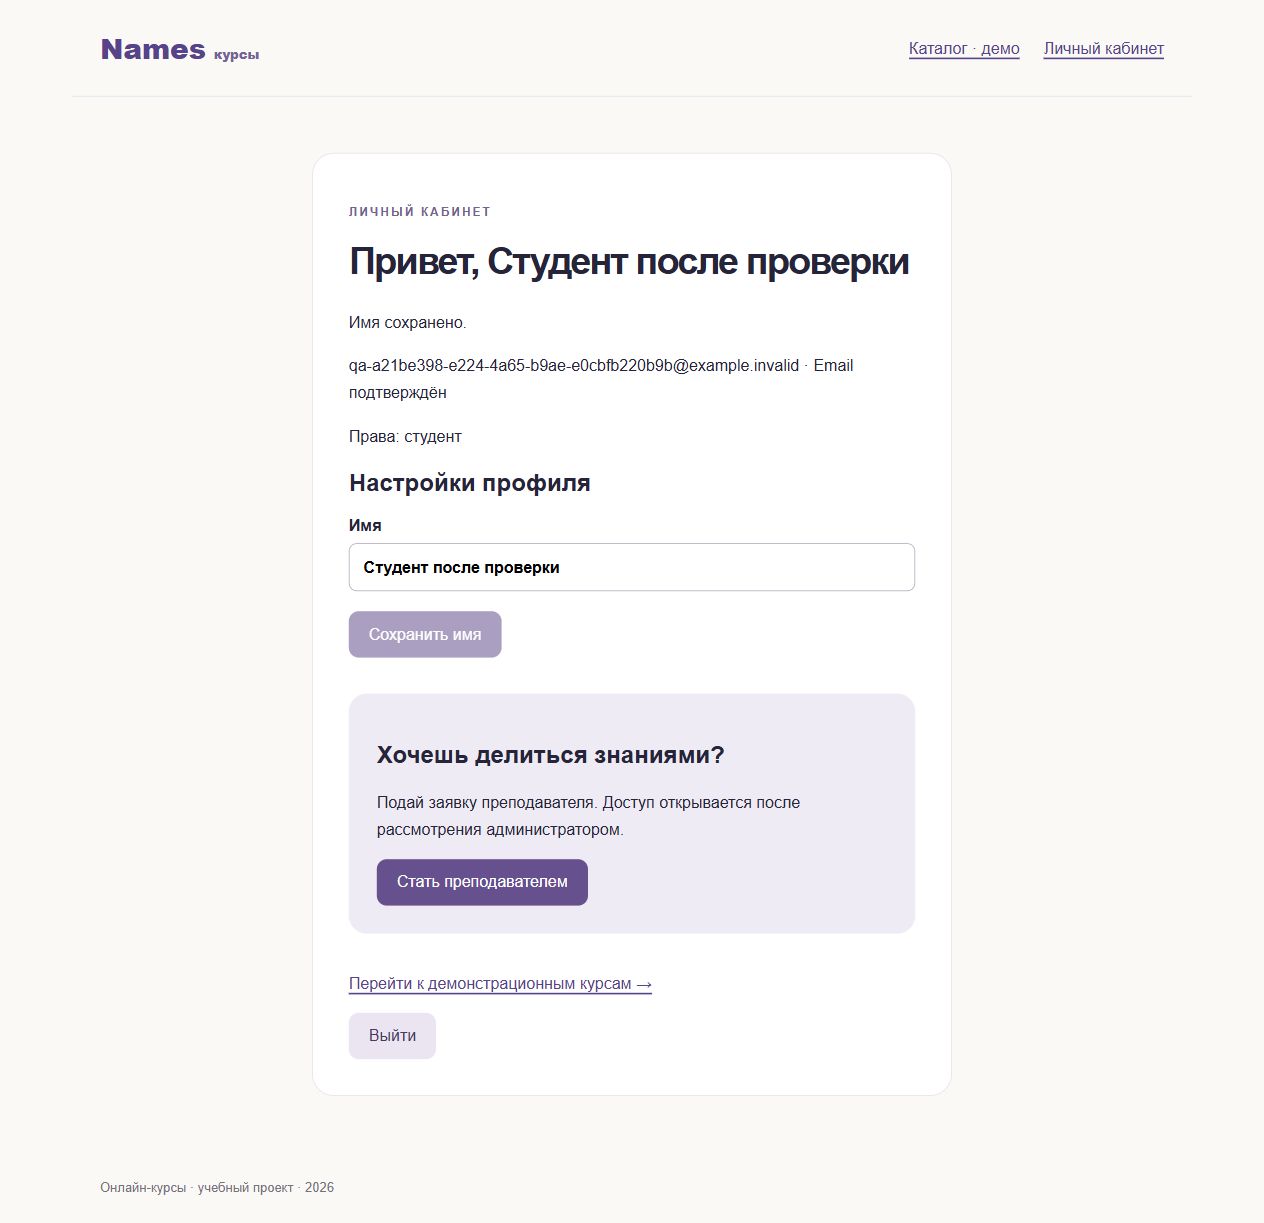 Names курсы
Каталог · демо
Личный кабинет
ЛИЧНЫЙ КАБИНЕТ
Привет, Студент после проверки
Имя сохранено.
qa-a21be398-e224-4a65-b9ae-e0cbfb220b9b@example.invalid · Email
подтверждён
Права: студент
Настройки профиля
Имя
Студент после проверки
Сохранить имя
Хочешь делиться знаниями?
Подай заявку преподавателя. Доступ открывается после
рассмотрения администратором.
Стать преподавателем
Перейти к демонстрационным курсам →
Выйти
Онлайн-курсы · учебный проект · 2026